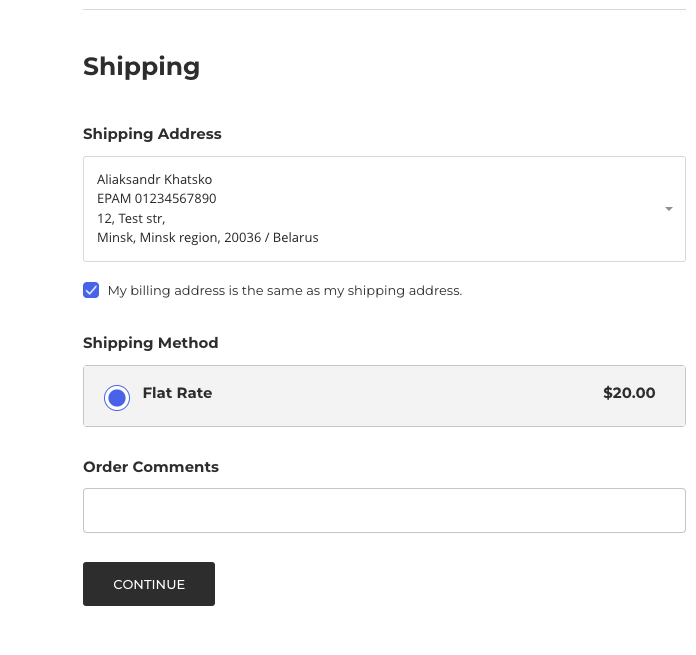 Shipping
Shipping Address
Aliaksandr Khatsko
EPAM 01234567890
12, Test str,
Minsk, Minsk region, 20036 / Belarus
My billing address is the same as my shipping address.
Shipping Method
Flat Rate $20.00
Order Comments
CONTINUE